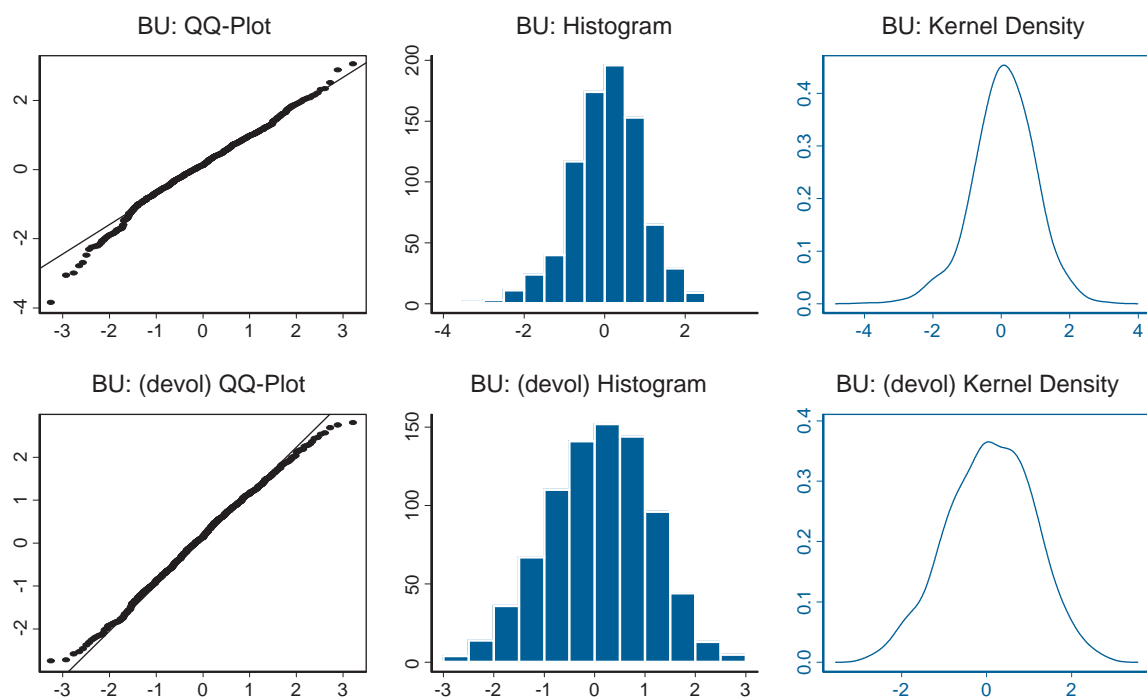 BU: QQ-Plot
BU: Histogram
BU: Kernel Density
2
0
-2
-4
-3 -2 -1 0 1 2 3
200
150
100
50
0
-4 -2 0 2
0.4
0.3
0.2
0.1
0.0
-4 -2 0 2 4
BU: (devol) QQ-Plot
BU: (devol) Histogram
BU: (devol) Kernel Density
2
1
0
-1
-2
-3 -2 -1 0 1 2 3
150
100
50
0
-3 -2 -1 0 1 2 3
0.4
0.3
0.2
0.1
0.0
-2 0 2